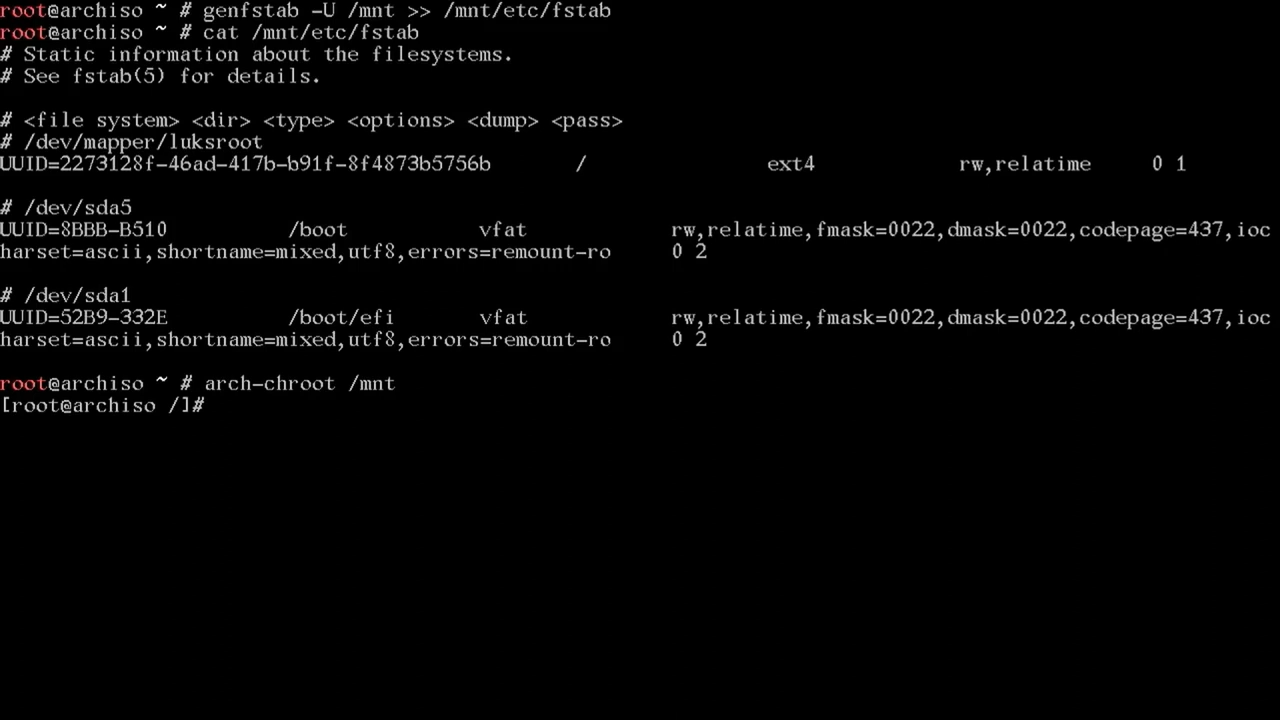 root@archiso ~ # genfstab -U /mnt >> /mnt/etc/fstab
root@archiso ~ # cat /mnt/etc/fstab
# Static information about the filesystems.
# See fstab(5) for details.
# <file system> <dir> <type> <options> <dump> <pass>
# /dev/mapper/luksroot
UUID=2273128f-46ad-417b-b91f-8f4873b5756b / ext4 rw,relatime 0 1
# /dev/sda5
UUID=8BBB-B510 /boot vfat rw,relatime,fmask=0022,dmask=0022,codepage=437,ioc
harset=ascii,shortname=mixed,utf8,errors=remount-ro 0 2
# /dev/sda1
UUID=52B9-332E /boot/efi vfat rw,relatime,fmask=0022,dmask=0022,codepage=437,ioc
harset=ascii,shortname=mixed,utf8,errors=remount-ro 0 2
root@archiso ~ # arch-chroot /mnt
[root@archiso /]#